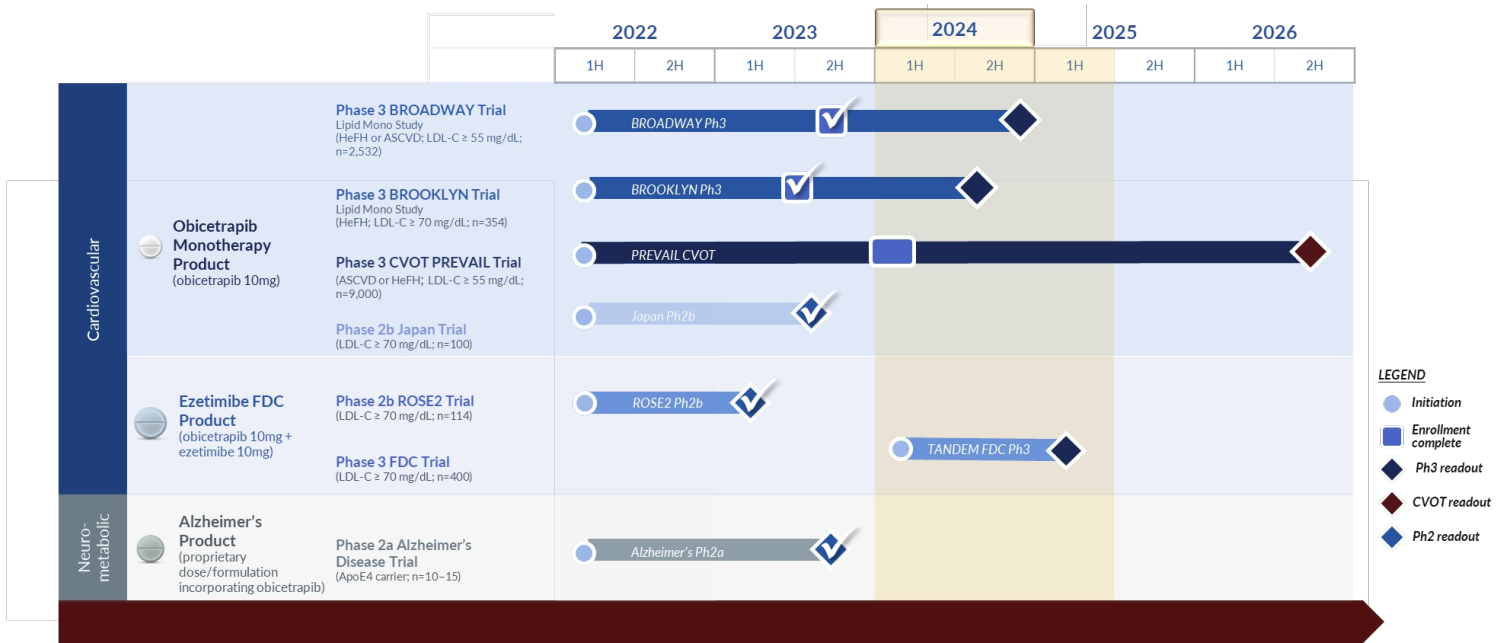 2022 2023 2024 2025 2026
1H 2H 1H 2H 1H 2H 1H 2H 1H 2H
Cardiovascular
Obicetrapib
Monotherapy
Product
(obicetrapib 10mg)
Phase 3 BROADWAY Trial
Lipid Mono Study
(HeFH or ASCVD; LDL-C ≥ 55 mg/dL;
n=2,532)
BROADWAY Ph3
Phase 3 BROOKLYN Trial
Lipid Mono Study
(HeFH; LDL-C ≥ 70 mg/dL; n=354)
BROOKLYN Ph3
Phase 3 CVOT PREVAIL Trial
(ASCVD or HeFH; LDL-C ≥ 55 mg/dL;
n=9,000)
PREVAIL CVOT
Phase 2b Japan Trial
(LDL-C ≥ 70 mg/dL; n=100)
Japan Ph2b
Ezetimibe FDC
Product
(obicetrapib 10mg +
ezetimibe 10mg)
Phase 2b ROSE2 Trial
(LDL-C ≥ 70 mg/dL; n=114)
ROSE2 Ph2b
Phase 3 FDC Trial
(LDL-C ≥ 70 mg/dL; n=400)
TANDEM FDC Ph3
Neuro-
metabolic
Alzheimer's
Product
(proprietary
dose/formulation
incorporating obicetrapib)
Phase 2a Alzheimer's
Disease Trial
(ApoE4 carrier; n=10–15)
Alzheimer's Ph2a
LEGEND
Initiation
Enrollment
complete
Ph3 readout
CVOT readout
Ph2 readout